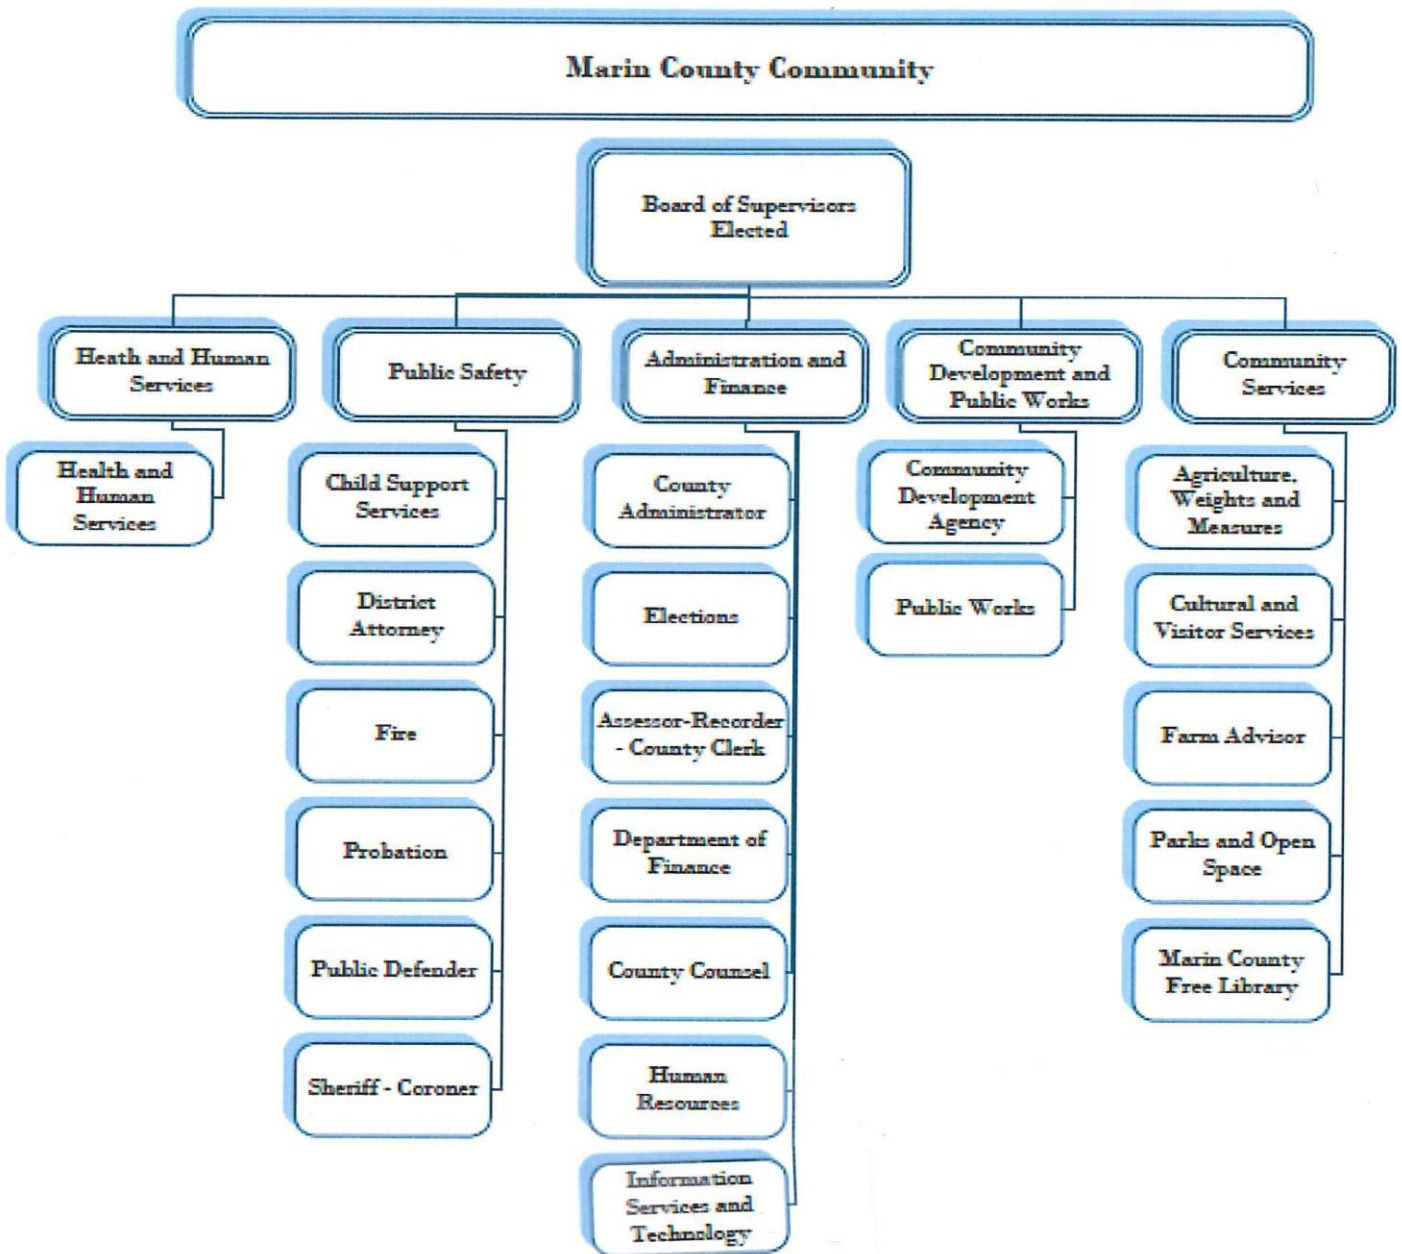 Marin County Community
Board of Supervisors
Elected
Heath and Human
Services
Public Safety
Administration and
Finance
Community
Development and
Public Works
Community
Services
Health and
Human
Services
Child Support
Services
District
Attorney
Fire
Probation
Public Defender
Sheriff - Coroner
County
Administrator
Elections
Assessor-Recorder
- County Clerk
Department of
Finance
County Counsel
Human
Resources
Information
Services and
Technology
Community
Development
Agency
Public Works
Agriculture,
Weights and
Measures
Cultural and
Visitor Services
Farm Advisor
Parks and Open
Space
Marin County
Free Library